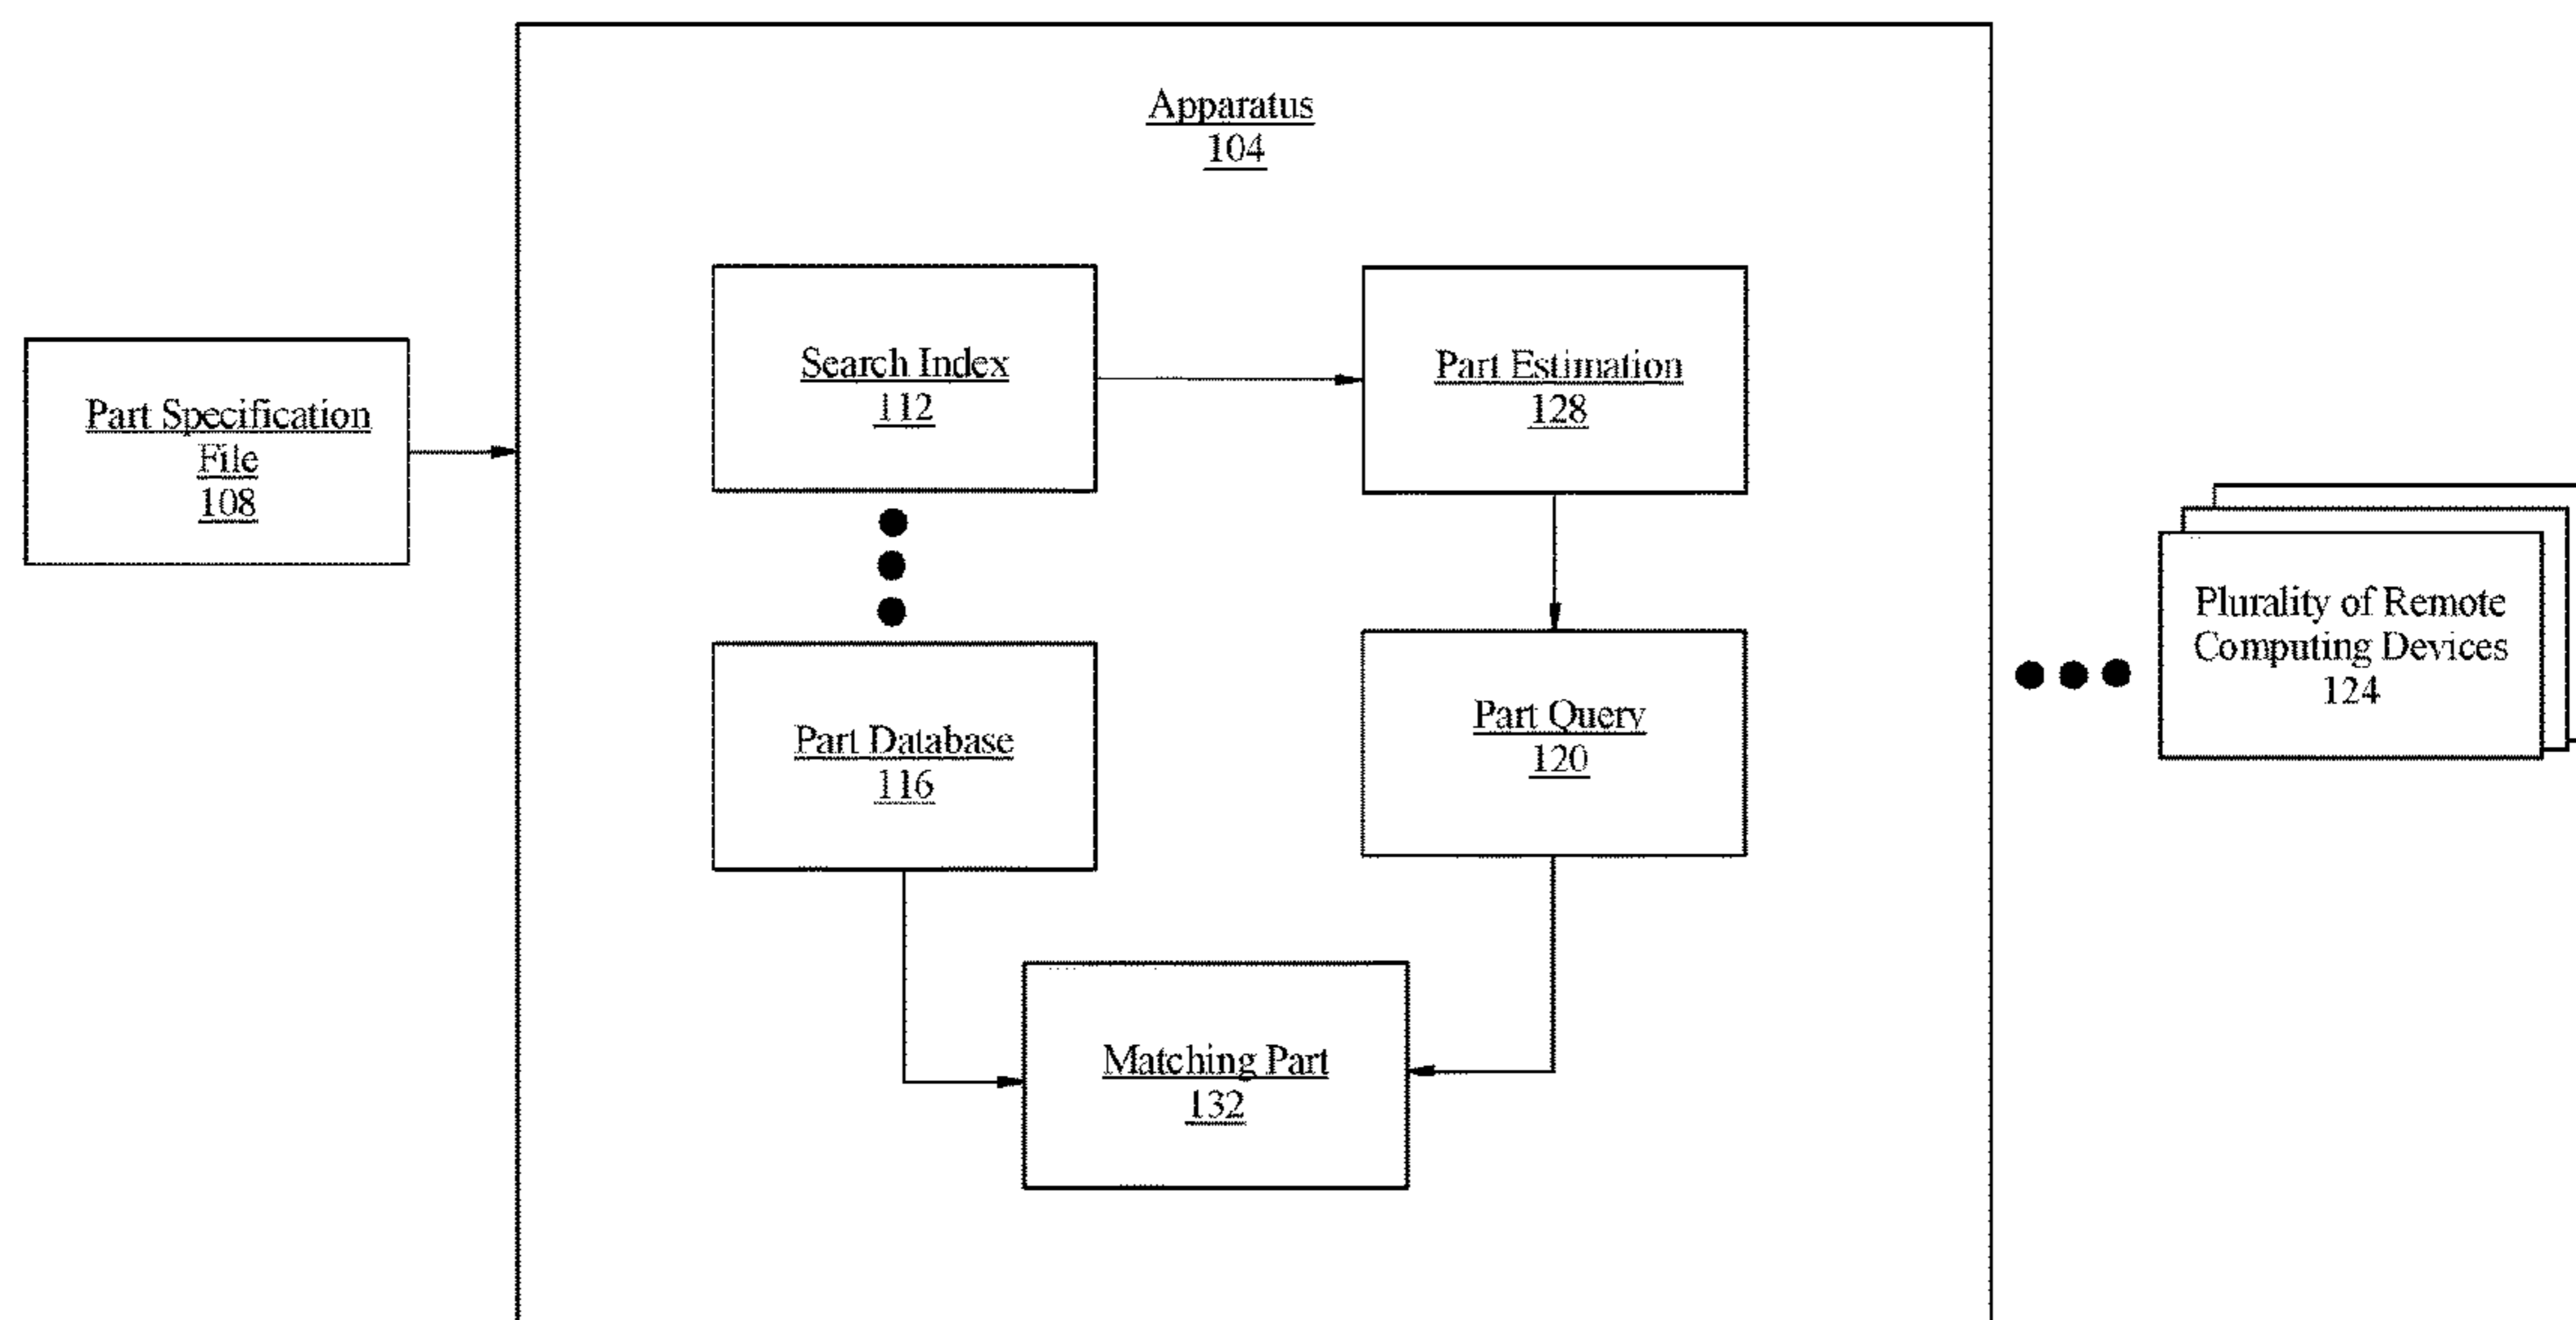 Apparatus
104
Part Specification
File
108
Search Index
112
Part Estimation
128
Part Database
116
Part Query
120
Matching Part
132
Plurality of Remote
Computing Devices
124